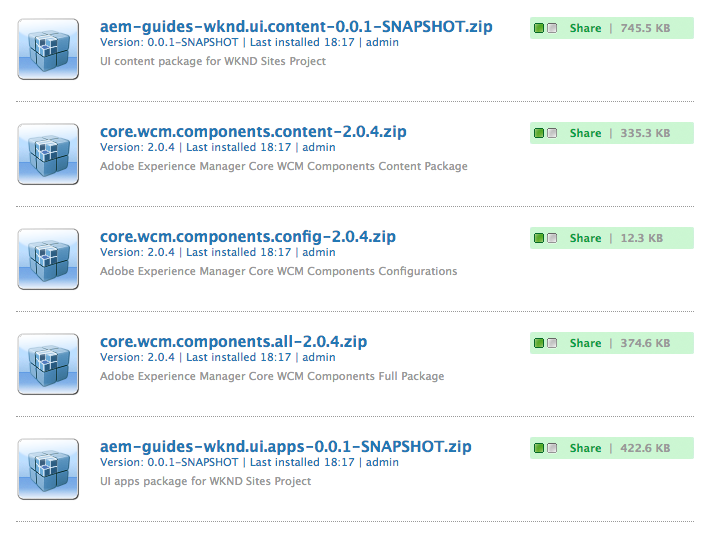 aem-guides-wknd.ui.content-0.0.1-SNAPSHOT.zip
Share | 745.5 KB
Version: 0.0.1-SNAPSHOT | Last installed 18:17 | admin
UI content package for WKND Sites Project
core.wcm.components.content-2.0.4.zip
Share | 335.3 KB
Version: 2.0.4 | Last installed 18:17 | admin
Adobe Experience Manager Core WCM Components Content Package
core.wcm.components.config-2.0.4.zip
Share | 12.3 KB
Version: 2.0.4 | Last installed 18:17 | admin
Adobe Experience Manager Core WCM Components Configurations
core.wcm.components.all-2.0.4.zip
Share | 374.6 KB
Version: 2.0.4 | Last installed 18:17 | admin
Adobe Experience Manager Core WCM Components Full Package
aem-guides-wknd.ui.apps-0.0.1-SNAPSHOT.zip
Share | 422.6 KB
Version: 0.0.1-SNAPSHOT | Last installed 18:17 | admin
UI apps package for WKND Sites Project